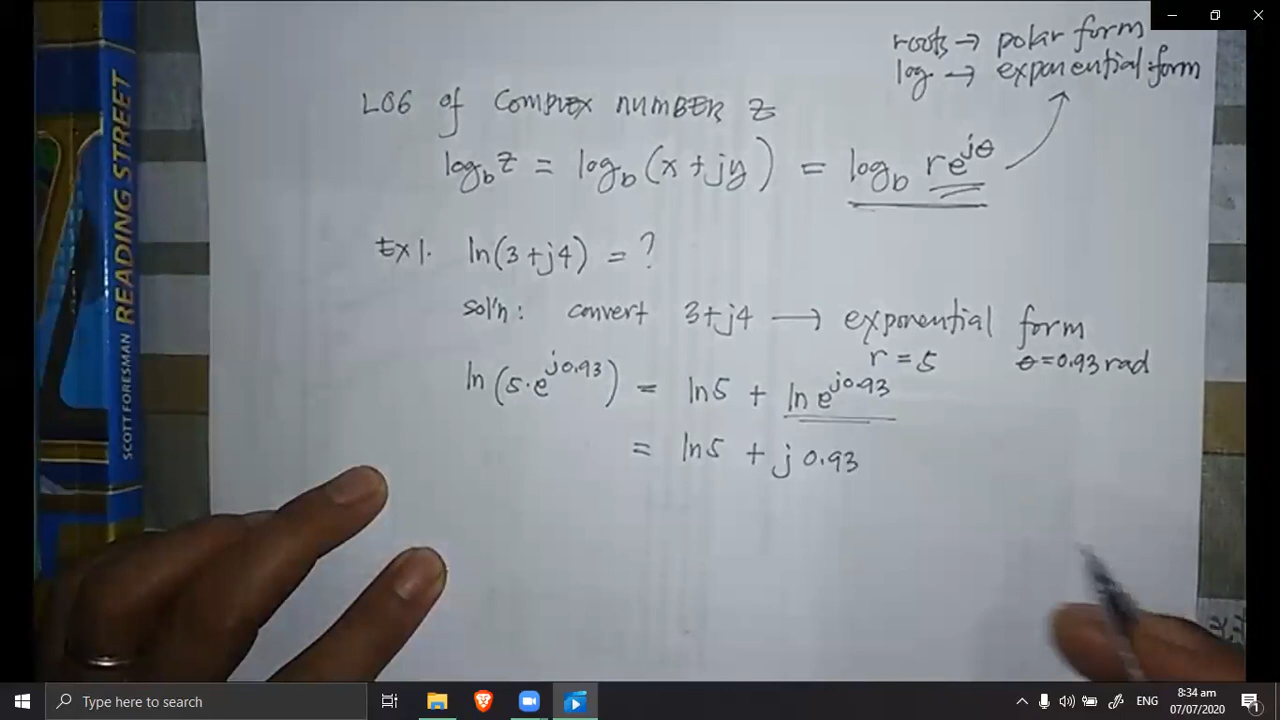 roots → polar form
log → exponential form
LOG of COMPLEX NUMBER z
log_b z = log_b (x + jy) = log_b re^{jθ}
Ex 1. ln(3+j4) = ?
sol'n: convert 3+j4 → exponential form
r = 5 θ = 0.93 rad
ln(5·e^{j0.93}) = ln5 + ln e^{j0.93}
= ln5 + j 0.93
SCOTT FORESMAN READING STREET
Type here to search
ENG
8:34 am
07/07/2020
1